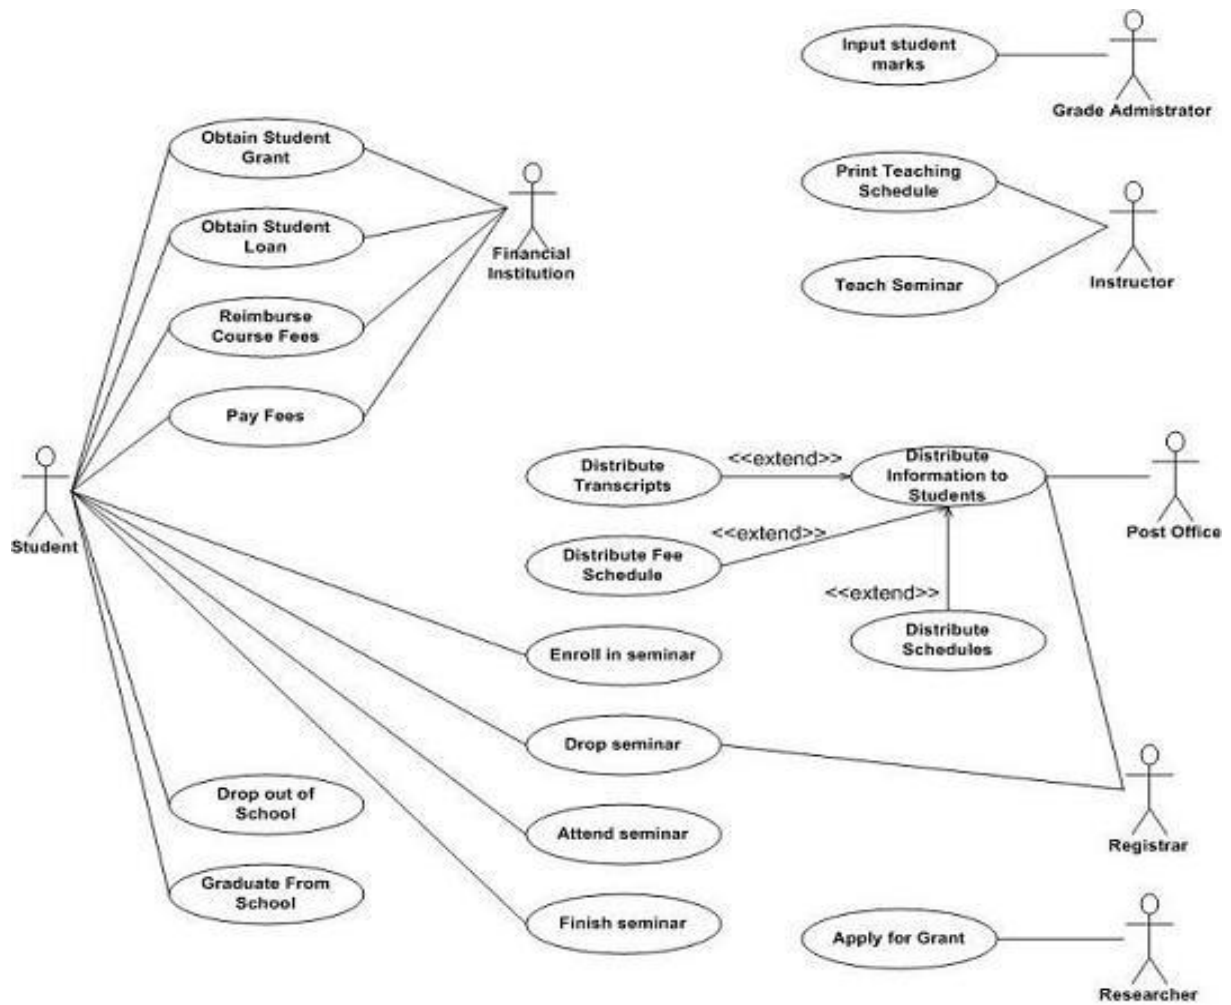 Input student
marks
Grade Admistrator
Obtain Student
Grant
Print Teaching
Schedule
Obtain Student
Loan
Financial
Institution
Teach Seminar
Instructor
Reimburse
Course Fees
Pay Fees
Student
Distribute
Transcripts
<<extend>>
Distribute
Information to
Students
Post Office
Distribute Fee
Schedule
<<extend>>
<<extend>>
Distribute
Schedules
Enroll in seminar
Drop seminar
Drop out of
School
Attend seminar
Registrar
Graduate From
School
Finish seminar
Apply for Grant
Researcher